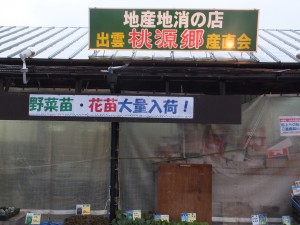 地産地消の店
出雲桃源郷産直会
野菜苗・花苗大量入荷！